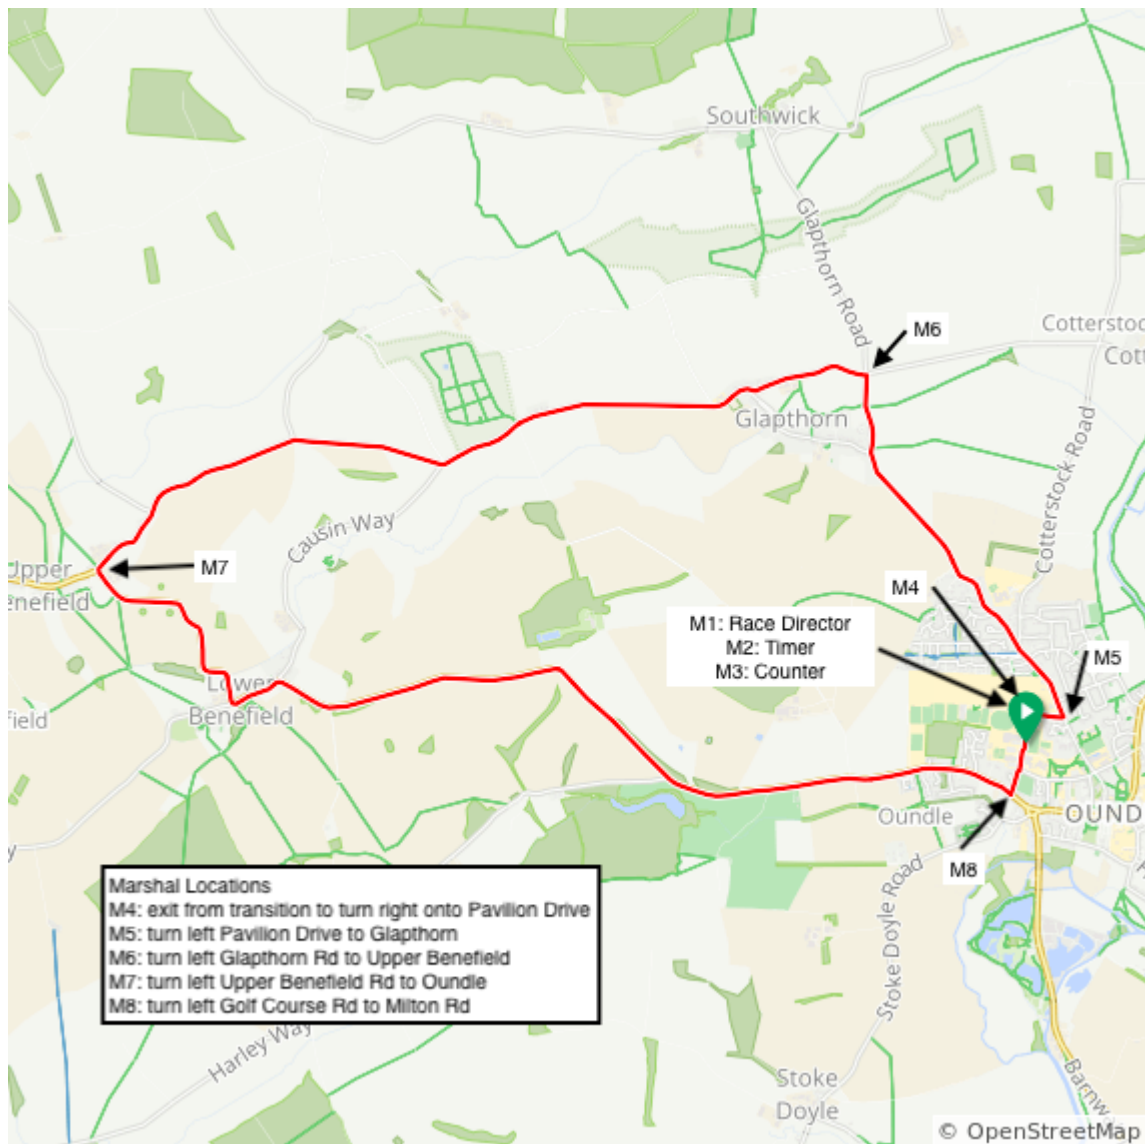 Southwick
Glapthorn Road
M6
Cotterstoc
Cott
Glapthorn
Cotterstock Road
Causin Way
Upper
enefield
M7
M4
M1: Race Director
M2: Timer
M3: Counter
M5
Lower
Benefield
field
Oundle
OUND
M8
y
Marshal Locations
M4: exit from transition to turn right onto Pavilion Drive
M5: turn left Pavilion Drive to Glapthorn
M6: turn left Glapthorn Rd to Upper Benefield
M7: turn left Upper Benefield Rd to Oundle
M8: turn left Golf Course Rd to Milton Rd
Stoke Doyle Road
Harley Way
Stoke
Doyle
Barnw
© OpenStreetMap